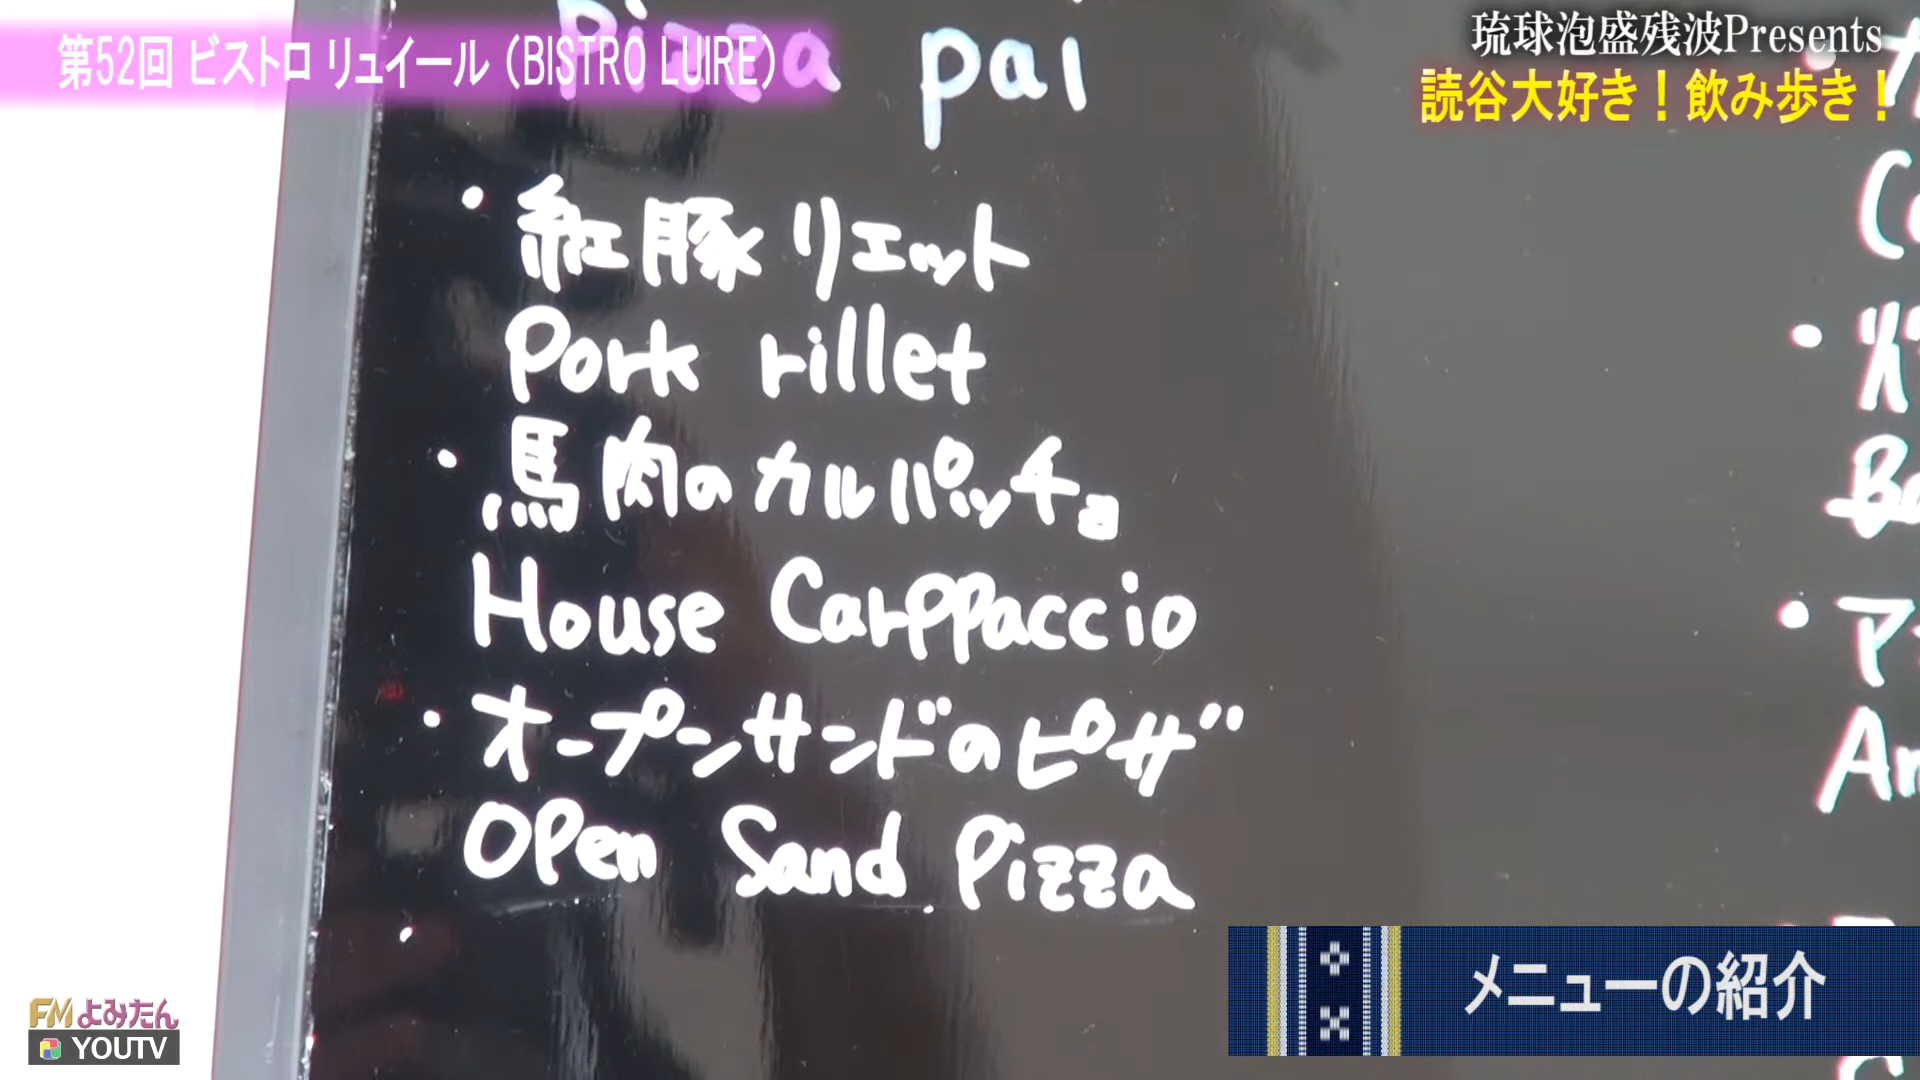 第52回 ビストロ リュイール（BISTRO LUIRE）
琉球泡盛残波Presents
読谷大好き！飲み歩き！
Pizza pai
・紅豚リエット
Pork rillet
・馬肉のカルパッチョ
House Carppaccio
・オープンサンドのピザ
Open Sand Pizza
メニューの紹介
FMよみたん
YOUTV